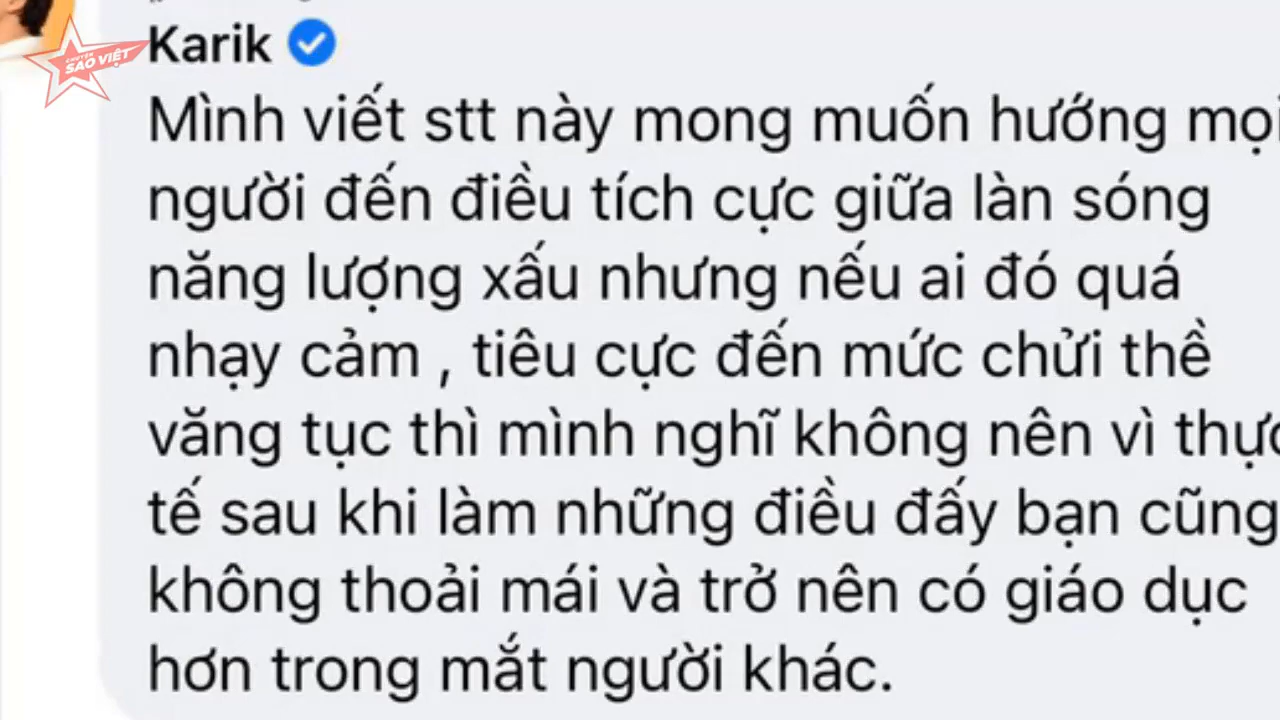 CHUYỆN
SAO VIỆT
Karik
Mình viết stt này mong muốn hướng mọi
người đến điều tích cực giữa làn sóng
năng lượng xấu nhưng nếu ai đó quá
nhạy cảm , tiêu cực đến mức chửi thề
văng tục thì mình nghĩ không nên vì thực
tế sau khi làm những điều đấy bạn cũng
không thoải mái và trở nên có giáo dục
hơn trong mắt người khác.